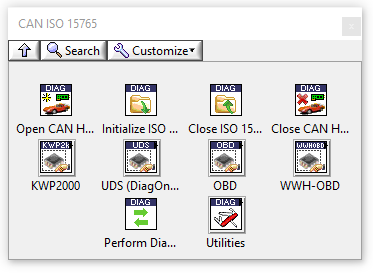 CAN ISO 15765
Search Customize
DIAG DIAG DIAG DIAG
Open CAN H... Initialize ISO ... Close ISO 15... Close CAN H...
KWP2k UDS OBD WWHOBD
KWP2000 UDS (DiagOn... OBD WWH-OBD
DIAG DIAG
Perform Dia... Utilities